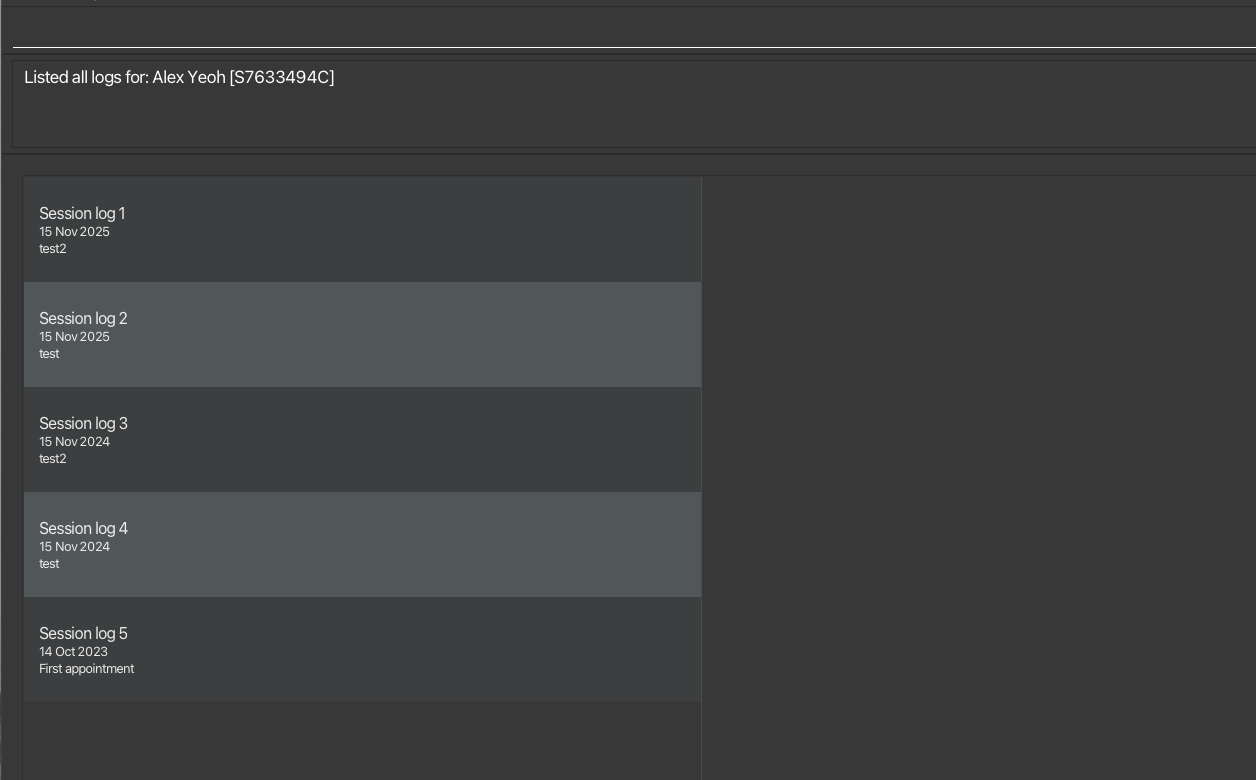 Listed all logs for: Alex Yeoh [S7633494C]
Session log 1
15 Nov 2025
test2
Session log 2
15 Nov 2025
test
Session log 3
15 Nov 2024
test2
Session log 4
15 Nov 2024
test
Session log 5
14 Oct 2023
First appointment